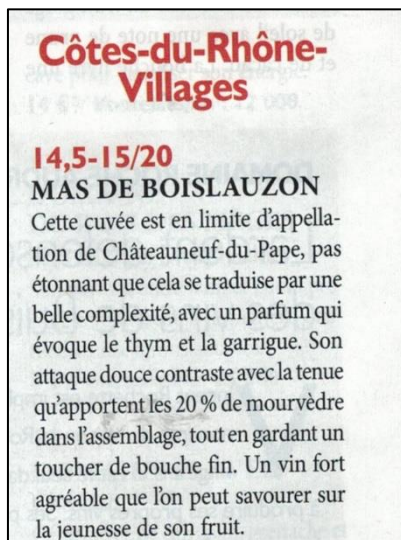 Côtes-du-Rhône-
Villages
14,5-15/20
MAS DE BOISLAUZON
Cette cuvée est en limite d'appella-
tion de Châteauneuf-du-Pape, pas
étonnant que cela se traduise par une
belle complexité, avec un parfum qui
évoque le thym et la garrigue. Son
attaque douce contraste avec la tenue
qu'apportent les 20 % de mourvèdre
dans l'assemblage, tout en gardant un
toucher de bouche fin. Un vin fort
agréable que l'on peut savourer sur
la jeunesse de son fruit.